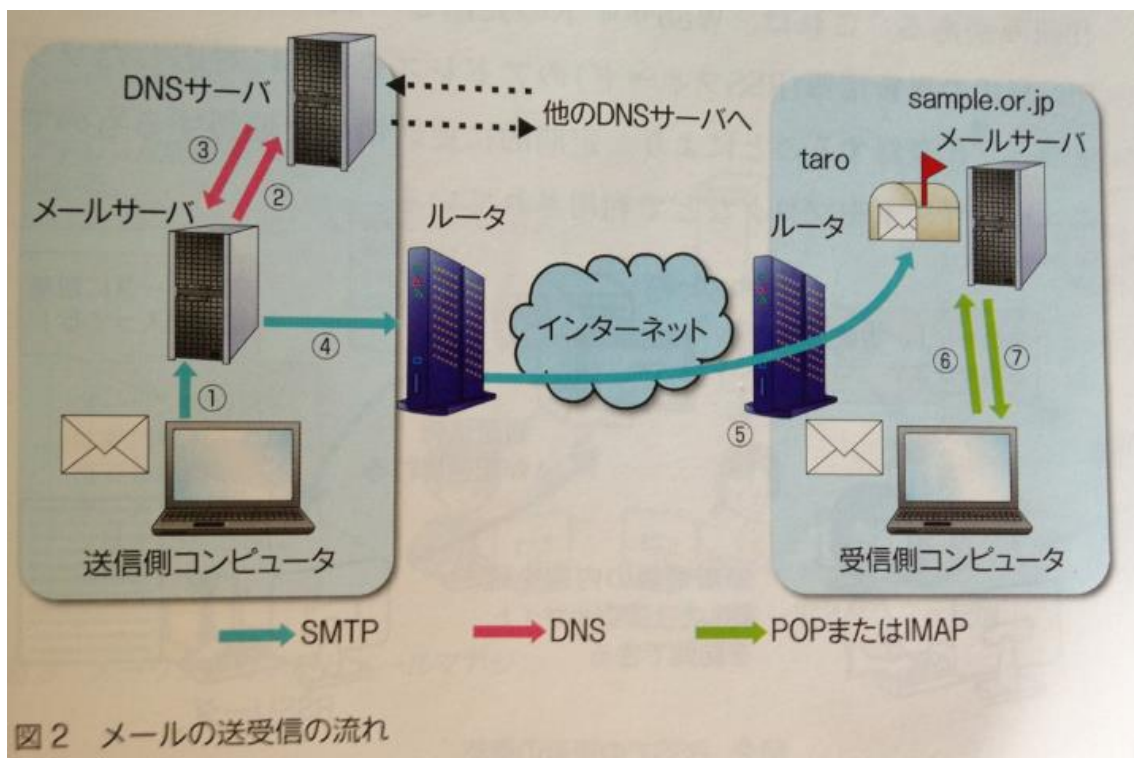 DNSサーバ
他のDNSサーバへ
sample.or.jp
メールサーバ
taro
③
②
メールサーバ
ルータ
ルータ
インターネット
④
①
⑤
⑥
⑦
送信側コンピュータ
受信側コンピュータ
SMTP
DNS
POPまたはIMAP
図2 メールの送受信の流れ